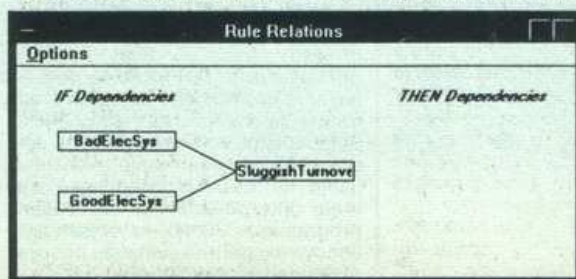 Rule Relations
Options
IF Dependencies THEN Dependencies
BadElecSys
SluggishTurnove
GoodElecSys